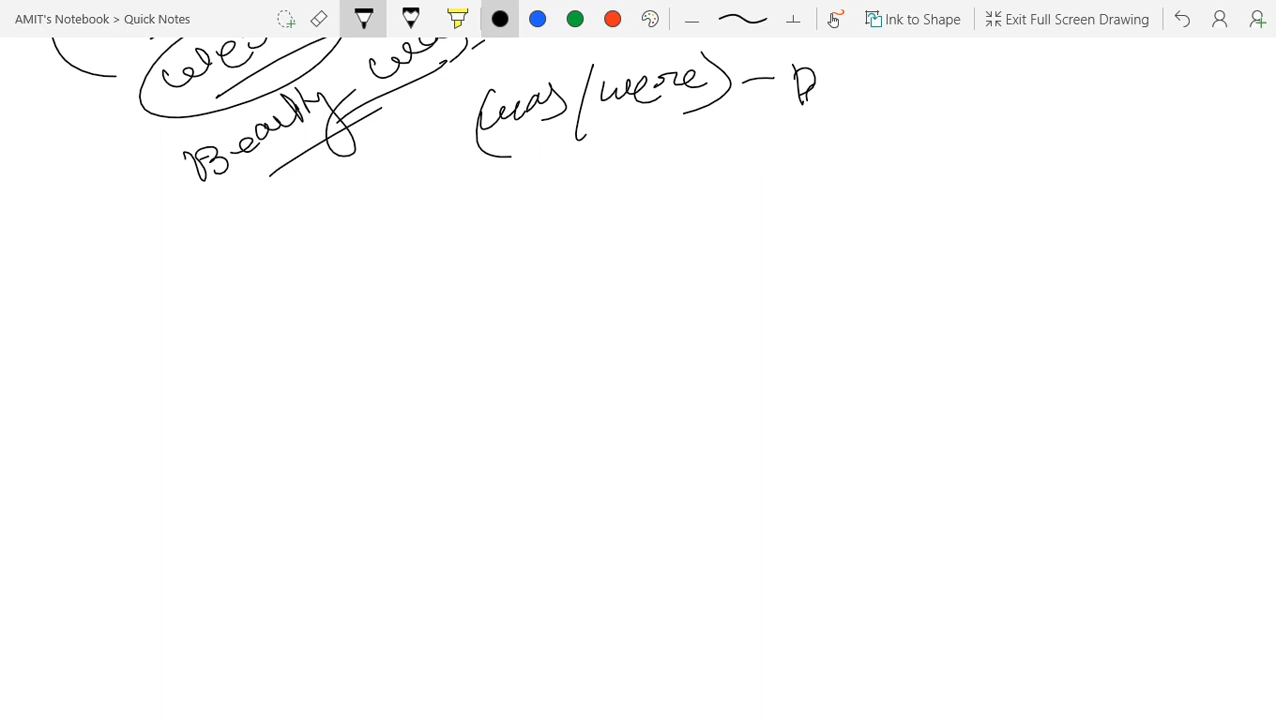 AMIT's Notebook > Quick Notes
Ink to Shape
Exit Full Screen Drawing
(was/were) –
Beauty